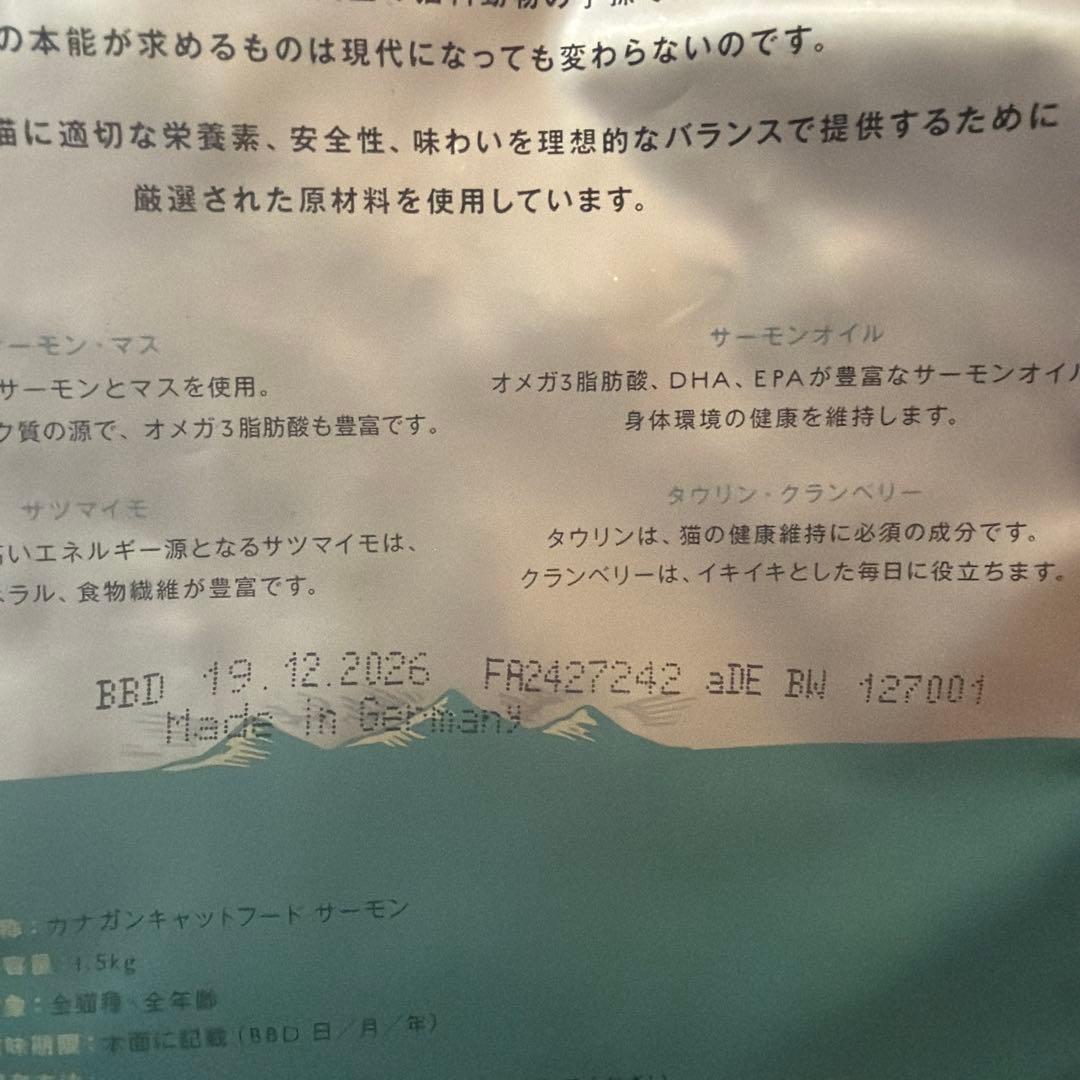 の本能が求めるものは現代になっても変わらないのです。
猫に適切な栄養素、安全性、味わいを理想的なバランスで提供するために
厳選された原材料を使用しています。
サーモン・マス
サーモンとマスを使用。
ク質の源で、オメガ3脂肪酸も豊富です。
サーモンオイル
オメガ3脂肪酸、DHA、EPAが豊富なサーモンオイル
身体環境の健康を維持します。
サツマイモ
高いエネルギー源となるサツマイモは、
ネラル、食物繊維が豊富です。
タウリン・クランベリー
タウリンは、猫の健康維持に必須の成分です。
クランベリーは、イキイキとした毎日に役立ちます。
BBD 19.12.2026 FA2427242 aDE BW 127001
Made in Germany
称:カナガンキャットフード サーモン
容量:1.5kg
象:全猫種・全年齢
味期限:本面に記載(BBD 日/月/年)